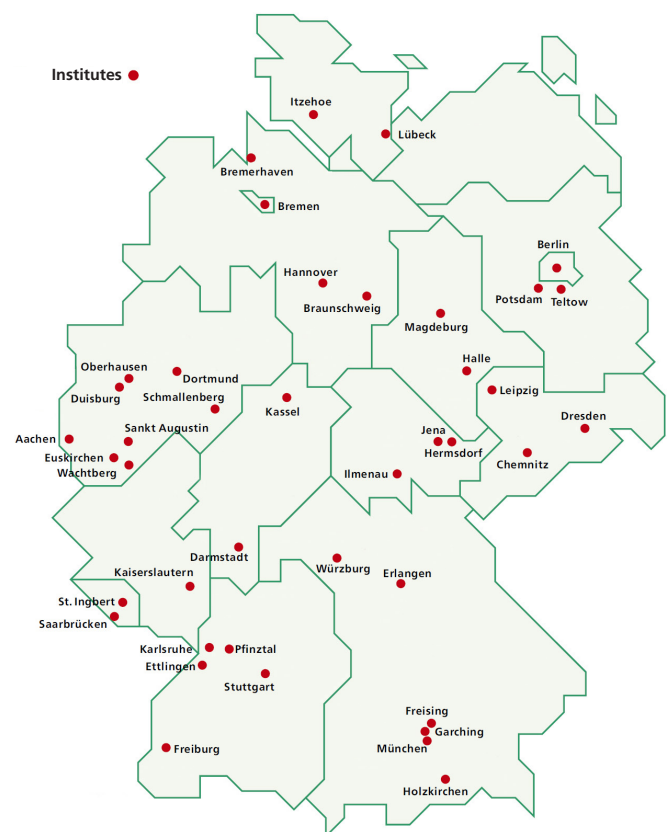 Institutes
Itzehoe
Lübeck
Bremerhaven
Bremen
Berlin
Hannover
Potsdam
Teltow
Braunschweig
Magdeburg
Halle
Oberhausen
Dortmund
Duisburg
Leipzig
Schmallenberg
Kassel
Dresden
Sankt Augustin
Jena
Aachen
Hermsdorf
Euskirchen
Chemnitz
Wachtberg
Ilmenau
Darmstadt
Kaiserslautern
Würzburg
Erlangen
St. Ingbert
Saarbrücken
Karlsruhe
Pfinztal
Ettlingen
Stuttgart
Freising
Garching
München
Freiburg
Holzkirchen